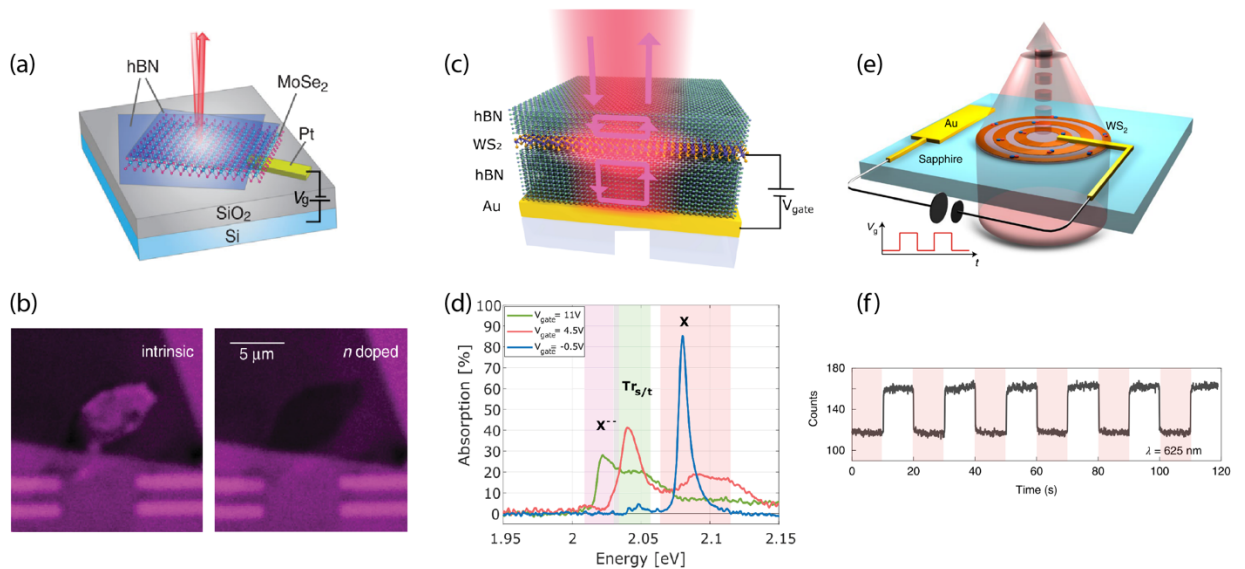 (a)
hBN
MoSe2
Pt
Vg
SiO2
Si
(b)
intrinsic
5 μm
n doped
(c)
hBN
WS2
hBN
Au
Vgate
(d)
Absorption [%]
100
90
80
70
60
50
40
30
20
10
0
Vgate= 11V
Vgate= 4.5V
Vgate= -0.5V
X
Trs/t
X--
1.95
2
2.05
2.1
2.15
Energy [eV]
(e)
Au
WS2
Sapphire
Vg
t
(f)
Counts
180
160
130
100
λ = 625 nm
0
20
40
60
80
100
120
Time (s)